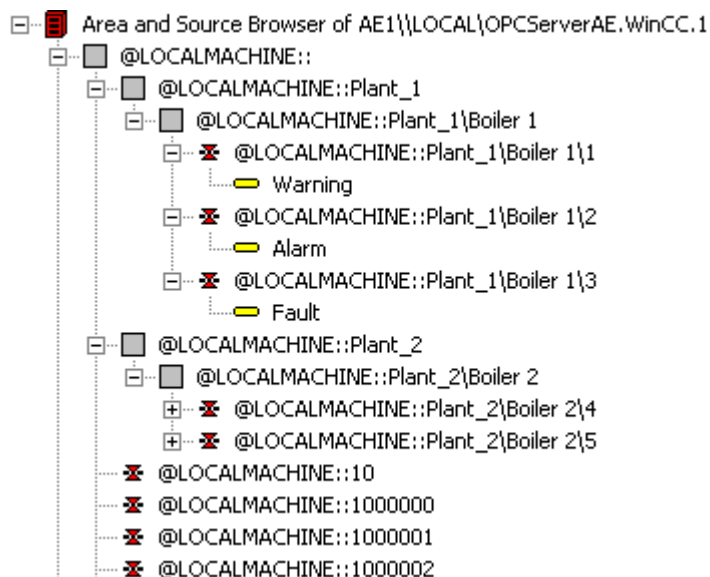 Area and Source Browser of AE1\\LOCAL\OPCServerAE.WinCC.1
@LOCALMACHINE::
@LOCALMACHINE::Plant_1
@LOCALMACHINE::Plant_1\Boiler 1
@LOCALMACHINE::Plant_1\Boiler 1\1
Warning
@LOCALMACHINE::Plant_1\Boiler 1\2
Alarm
@LOCALMACHINE::Plant_1\Boiler 1\3
Fault
@LOCALMACHINE::Plant_2
@LOCALMACHINE::Plant_2\Boiler 2
@LOCALMACHINE::Plant_2\Boiler 2\4
@LOCALMACHINE::Plant_2\Boiler 2\5
@LOCALMACHINE::10
@LOCALMACHINE::1000000
@LOCALMACHINE::1000001
@LOCALMACHINE::1000002